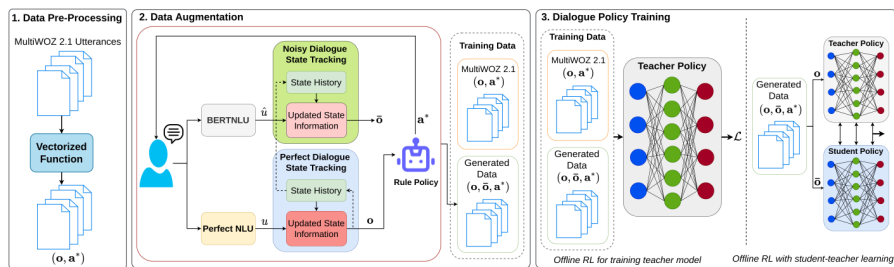 1. Data Pre-Processing
MultiWOZ 2.1 Utterances
Vectorized
Function
(o, a*)
2. Data Augmentation
BERTNLU
û
Perfect NLU
u
Noisy Dialogue
State Tracking
State History
Updated State
Information
õ
Perfect Dialogue
State Tracking
State History
Updated State
Information
o
a*
Rule Policy
Training Data
MultiWOZ 2.1
(o, a*)
Generated
Data
(o, õ, a*)
3. Dialogue Policy Training
Training Data
MultiWOZ 2.1
(o, a*)
Generated
Data
(o, õ, a*)
Teacher Policy
ℒ
Offline RL for training teacher model
Generated
Data
(o, õ, a*)
o
õ
Teacher Policy
Student Policy
Offline RL with student-teacher learning